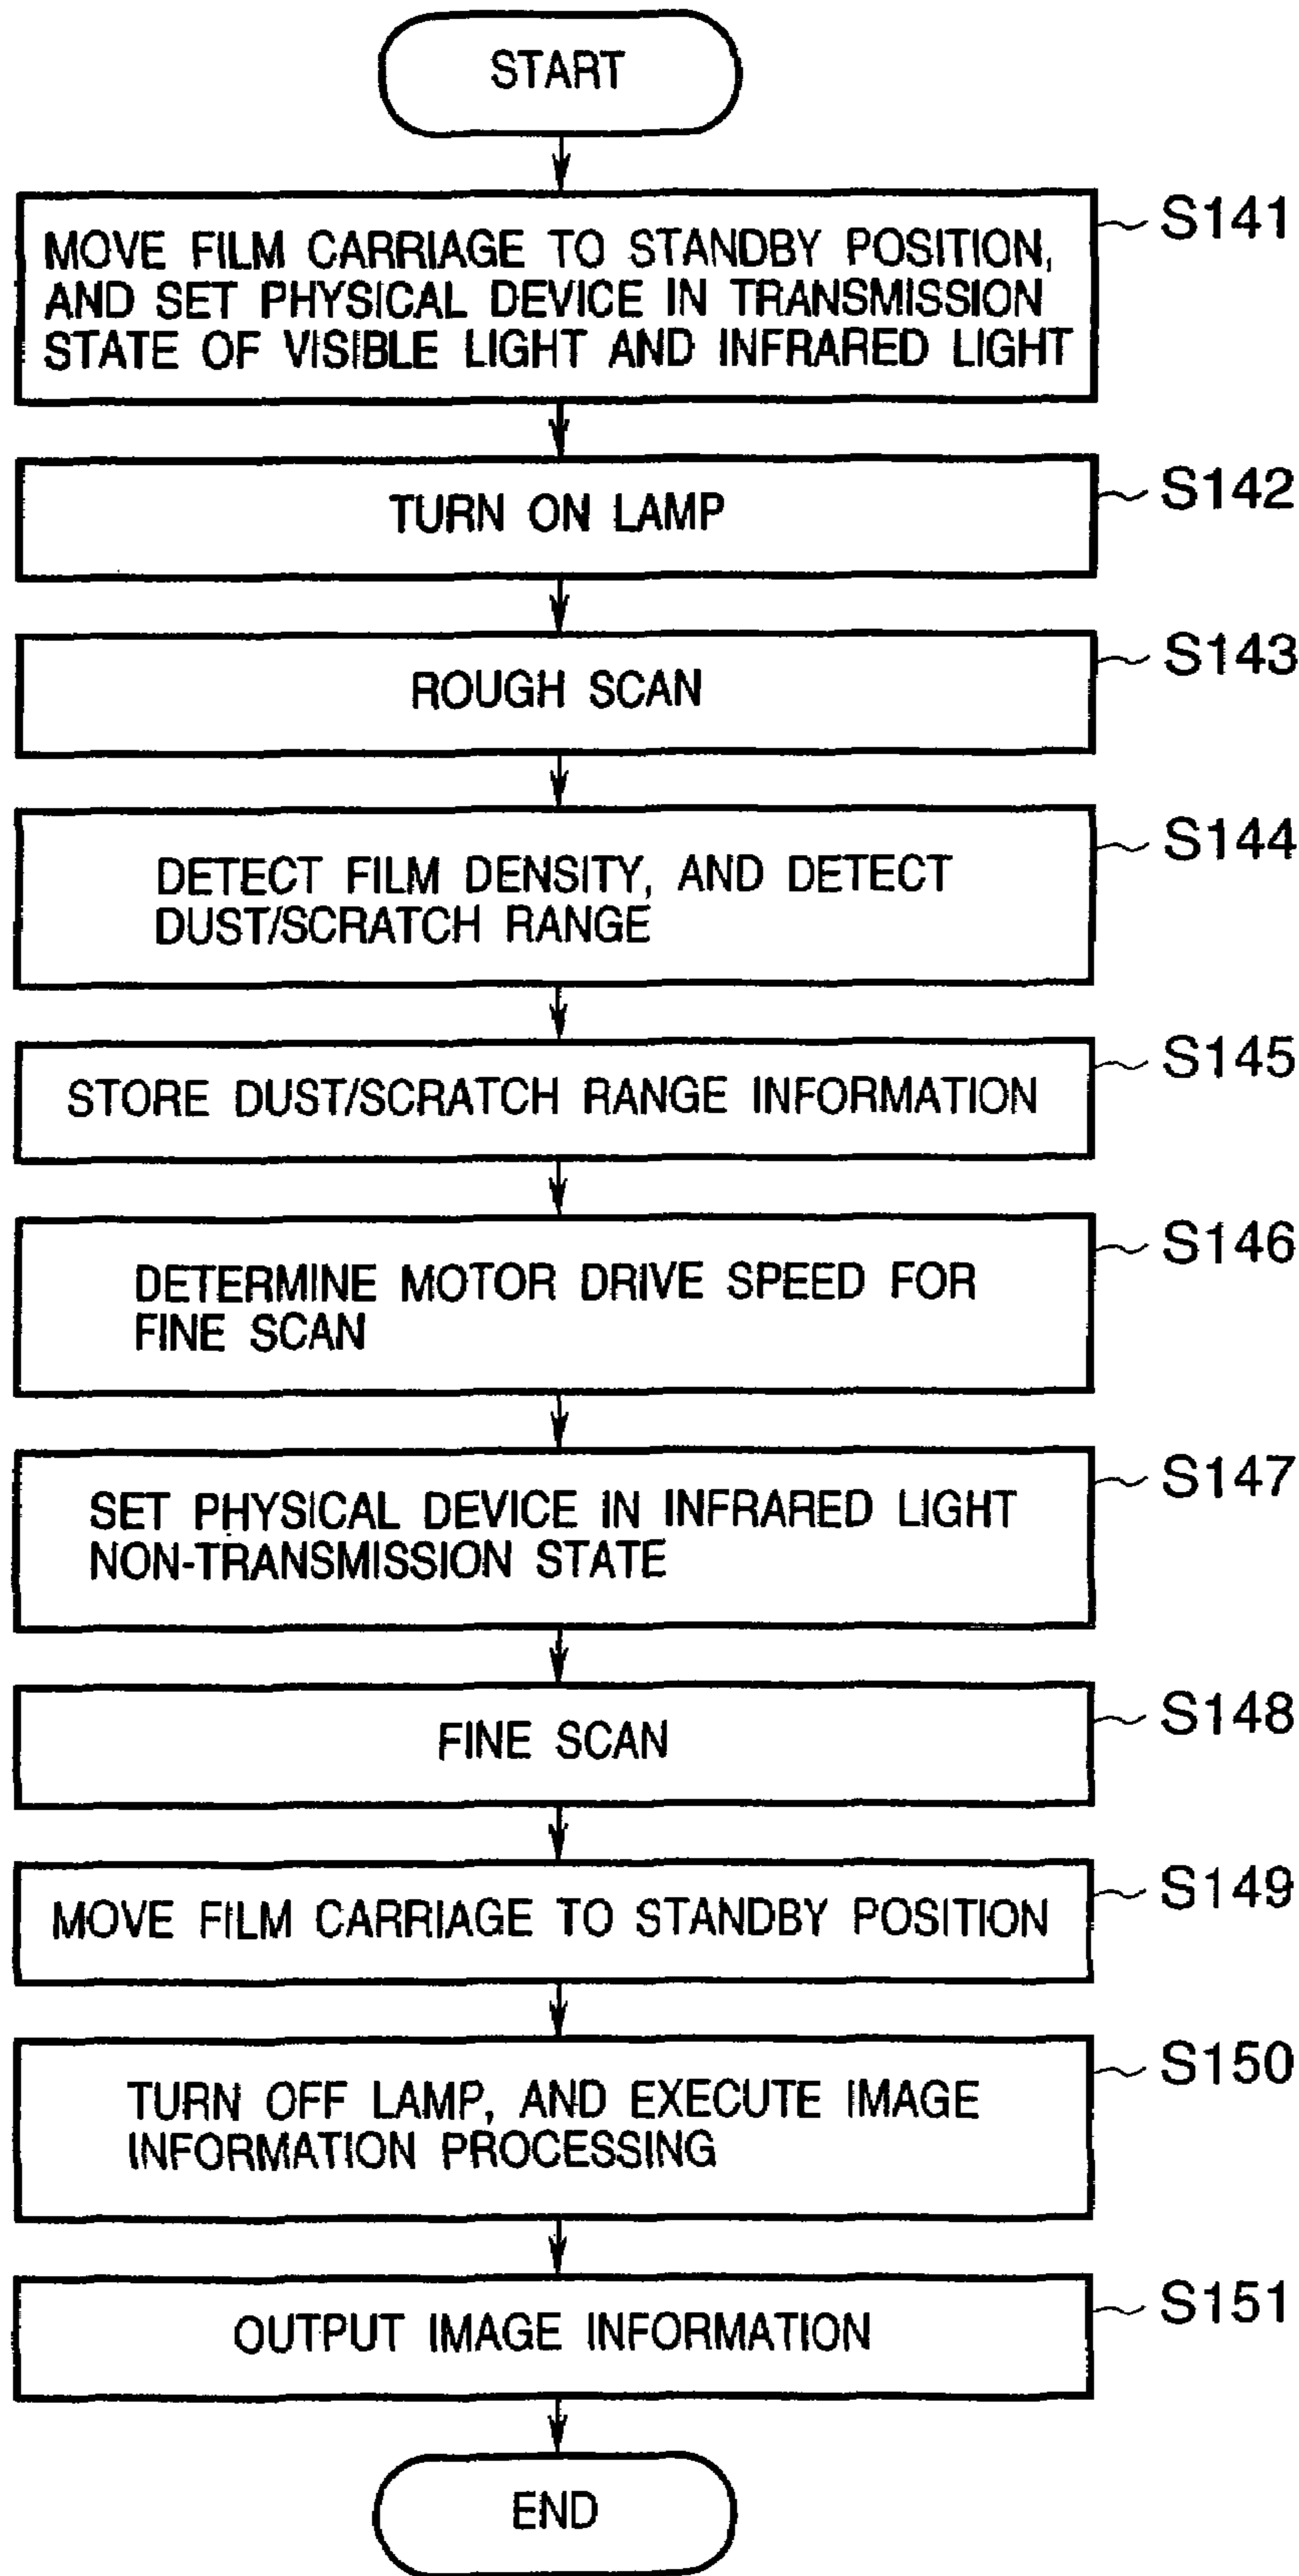 START
MOVE FILM CARRIAGE TO STANDBY POSITION,
AND SET PHYSICAL DEVICE IN TRANSMISSION
STATE OF VISIBLE LIGHT AND INFRARED LIGHT
S141
TURN ON LAMP
S142
ROUGH SCAN
S143
DETECT FILM DENSITY, AND DETECT
DUST/SCRATCH RANGE
S144
STORE DUST/SCRATCH RANGE INFORMATION
S145
DETERMINE MOTOR DRIVE SPEED FOR
FINE SCAN
S146
SET PHYSICAL DEVICE IN INFRARED LIGHT
NON-TRANSMISSION STATE
S147
FINE SCAN
S148
MOVE FILM CARRIAGE TO STANDBY POSITION
S149
TURN OFF LAMP, AND EXECUTE IMAGE
INFORMATION PROCESSING
S150
OUTPUT IMAGE INFORMATION
S151
END